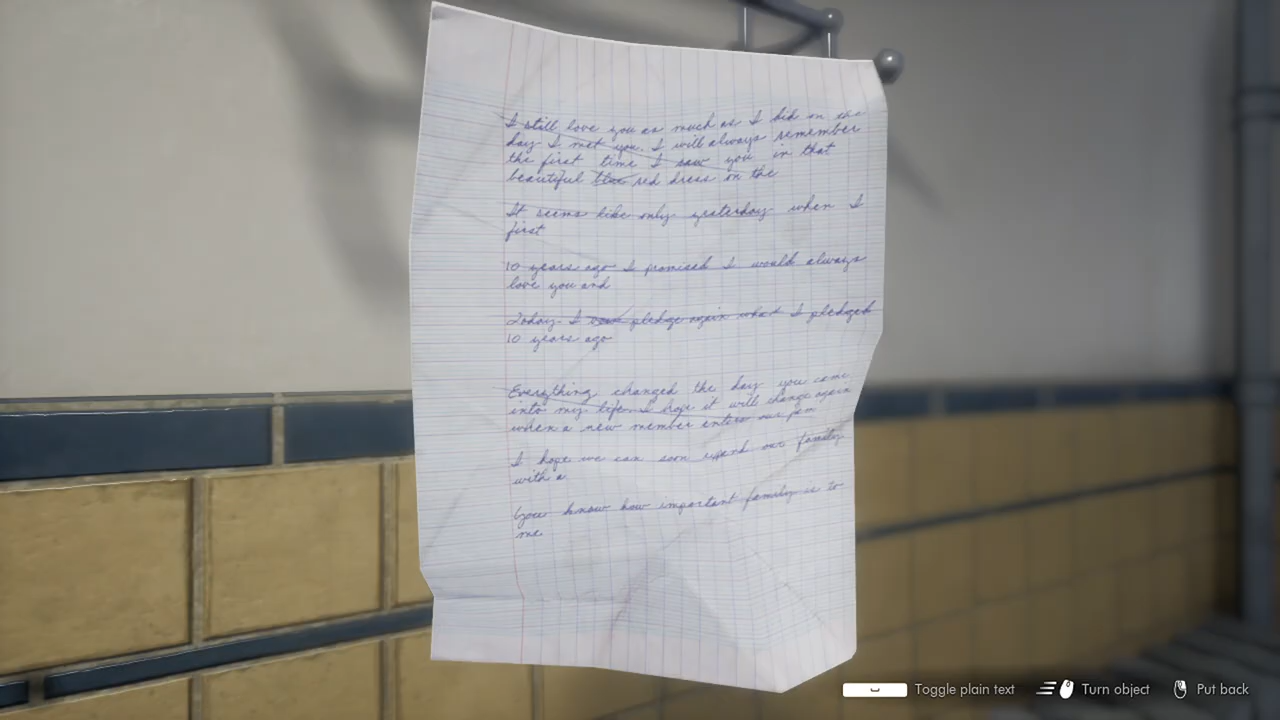 I still love you as much as I did on the
day I met you. I will always remember
the first time I saw you in that
beautiful blue red dress on the
It seems like only yesterday when I
first
10 years ago I promised I would always
love you and
Today I vow pledge again what I pledged
10 years ago
Everything changed the day you came
into my life. I hope it will change again
when a new member enters our fam
I hope we can soon expand our family
with a
You know how important family is to
me
Toggle plain text
Turn object
Put back